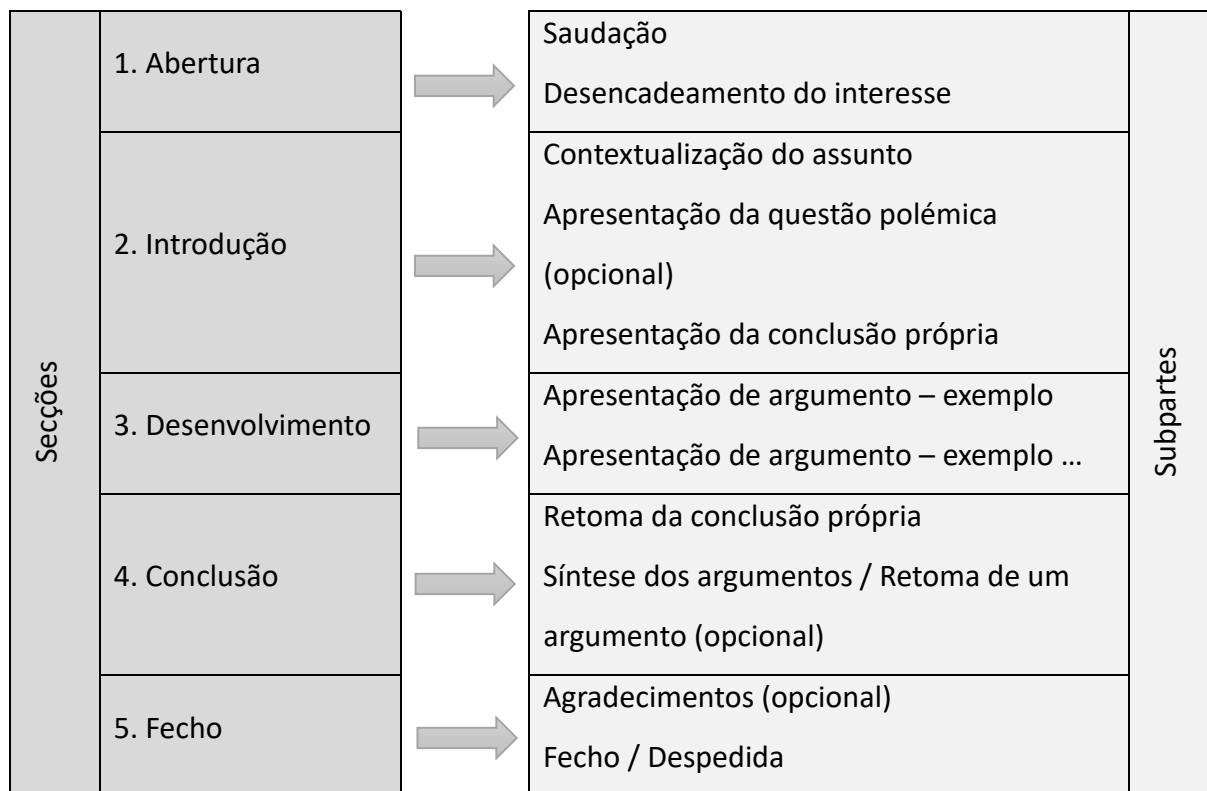 Secções
1. Abertura
Saudação
Desencadeamento do interesse
2. Introdução
Contextualização do assunto
Apresentação da questão polémica
(opcional)
Apresentação da conclusão própria
3. Desenvolvimento
Apresentação de argumento – exemplo
Apresentação de argumento – exemplo ...
4. Conclusão
Retoma da conclusão própria
Síntese dos argumentos / Retoma de um
argumento (opcional)
5. Fecho
Agradecimentos (opcional)
Fecho / Despedida
Subpartes